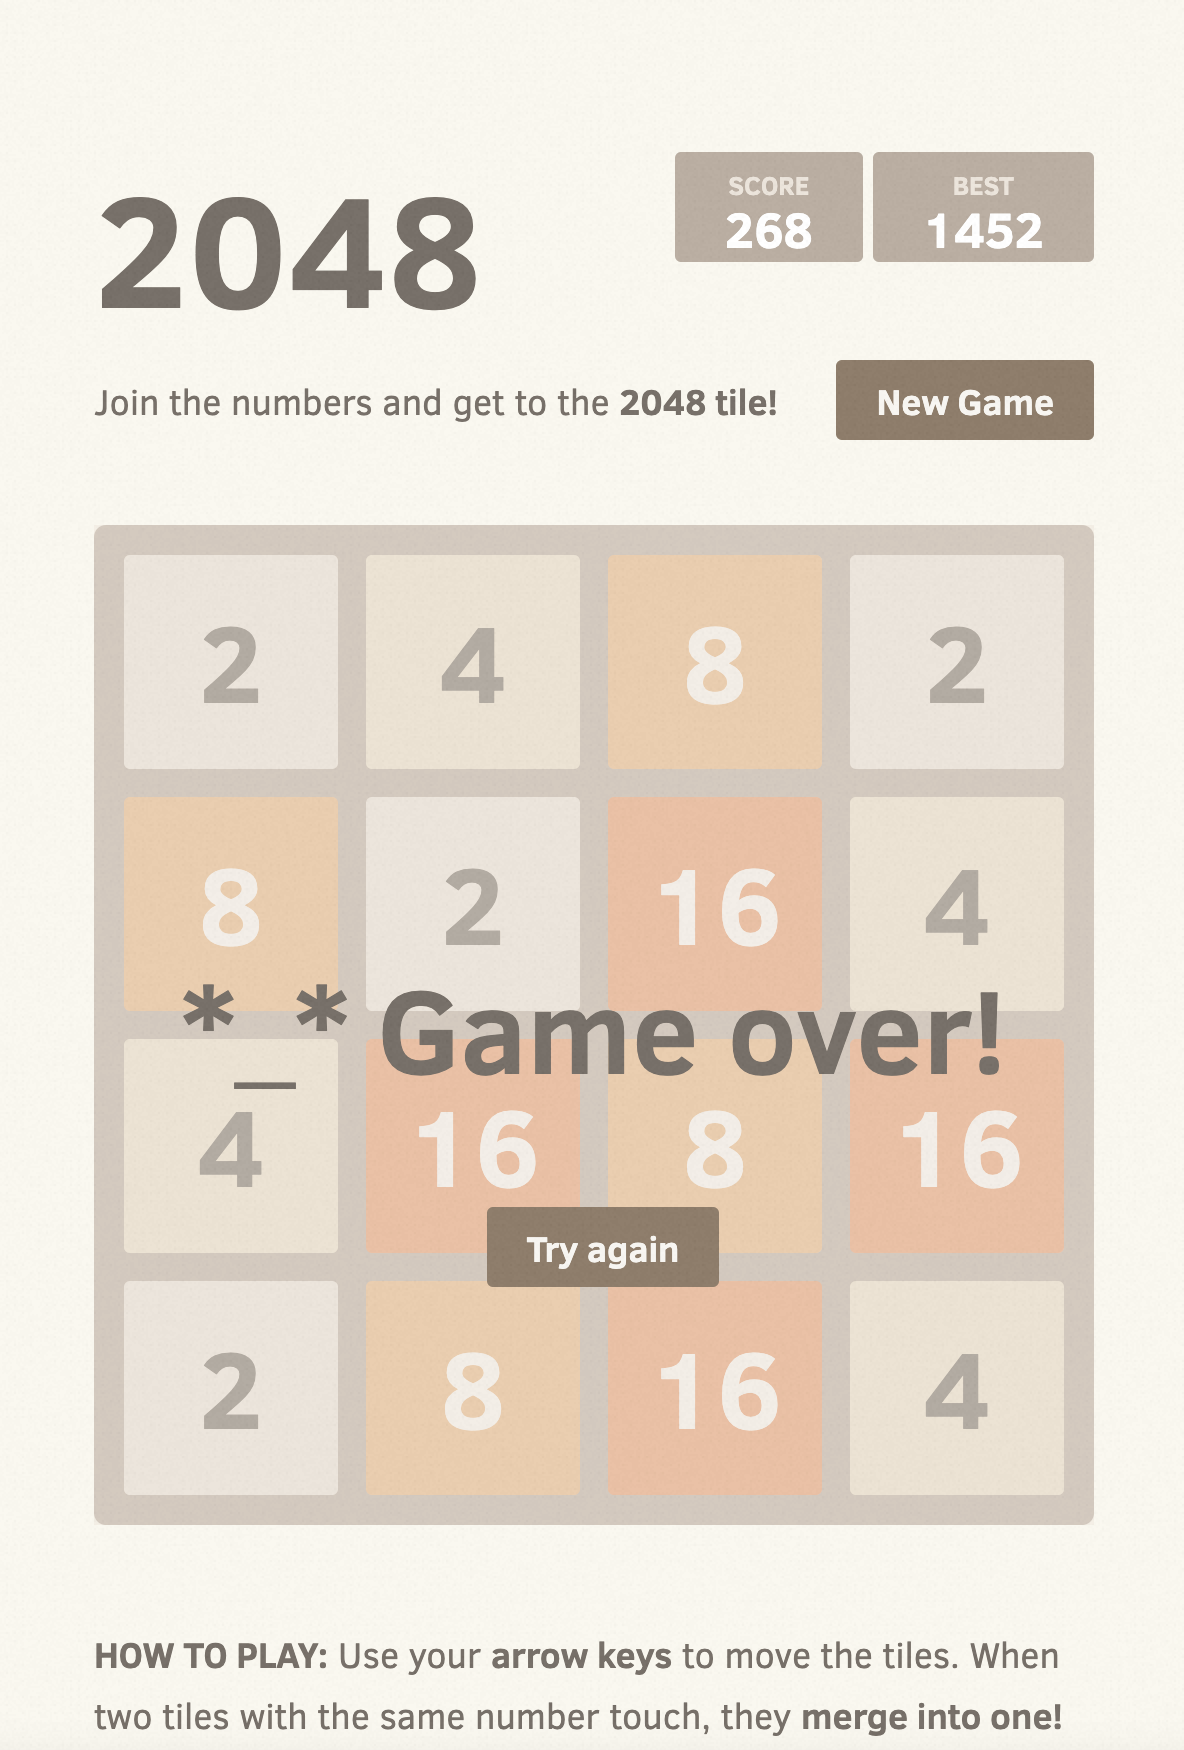 2048
SCORE
268
BEST
1452
Join the numbers and get to the 2048 tile!
New Game
2 4 8 2
8 2 16 4
*_* Game over!
4 16 8 16
Try again
2 8 16 4
HOW TO PLAY: Use your arrow keys to move the tiles. When
two tiles with the same number touch, they merge into one!